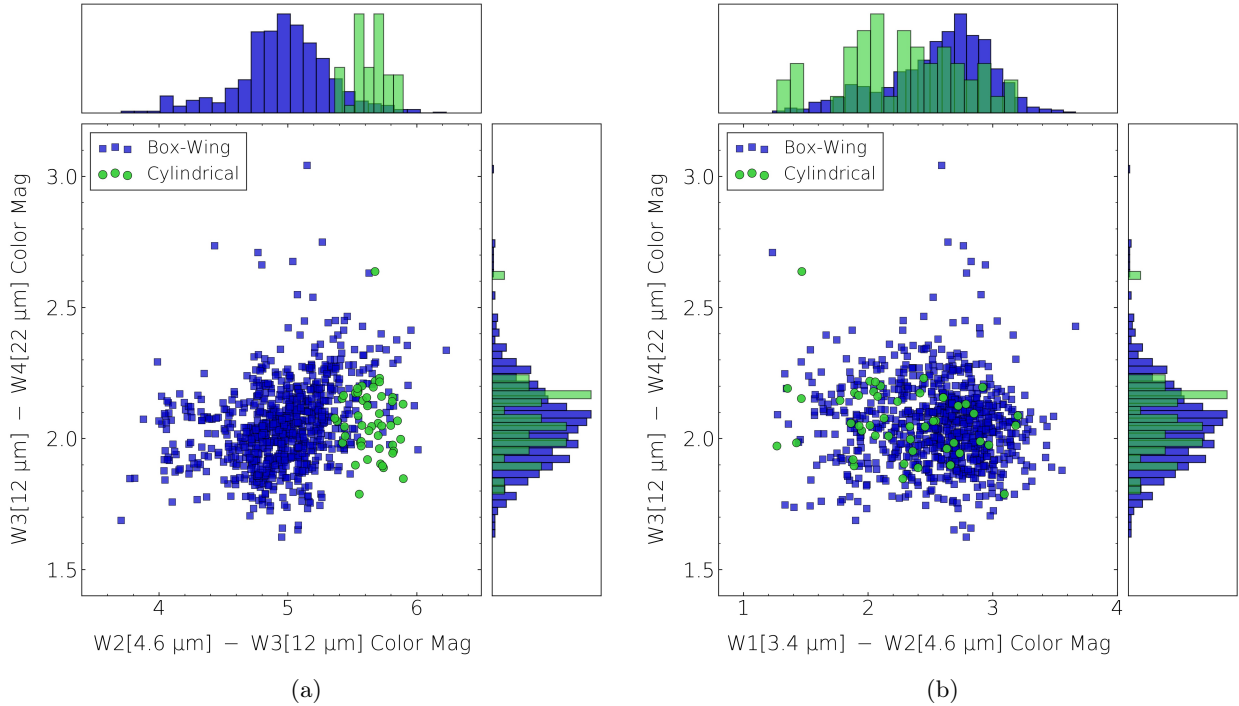 Box-Wing
Cylindrical
3.0
2.5
2.0
1.5
W3[12 μm] − W4[22 μm] Color Mag
4
5
6
W2[4.6 μm] − W3[12 μm] Color Mag
(a)
Box-Wing
Cylindrical
3.0
2.5
2.0
1.5
W3[12 μm] − W4[22 μm] Color Mag
1
2
3
4
W1[3.4 μm] − W2[4.6 μm] Color Mag
(b)